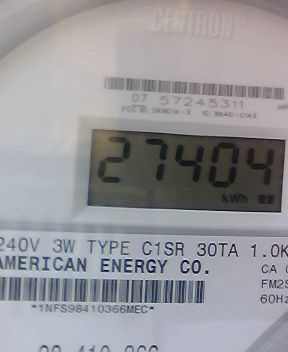 CENTRON®
07 57245311
27404
kWh
240V 3W TYPE C1SR 30TA 1.0K
AMERICAN ENERGY CO.
CA
FM2S
60Hz
*1NFS98410366MEC*